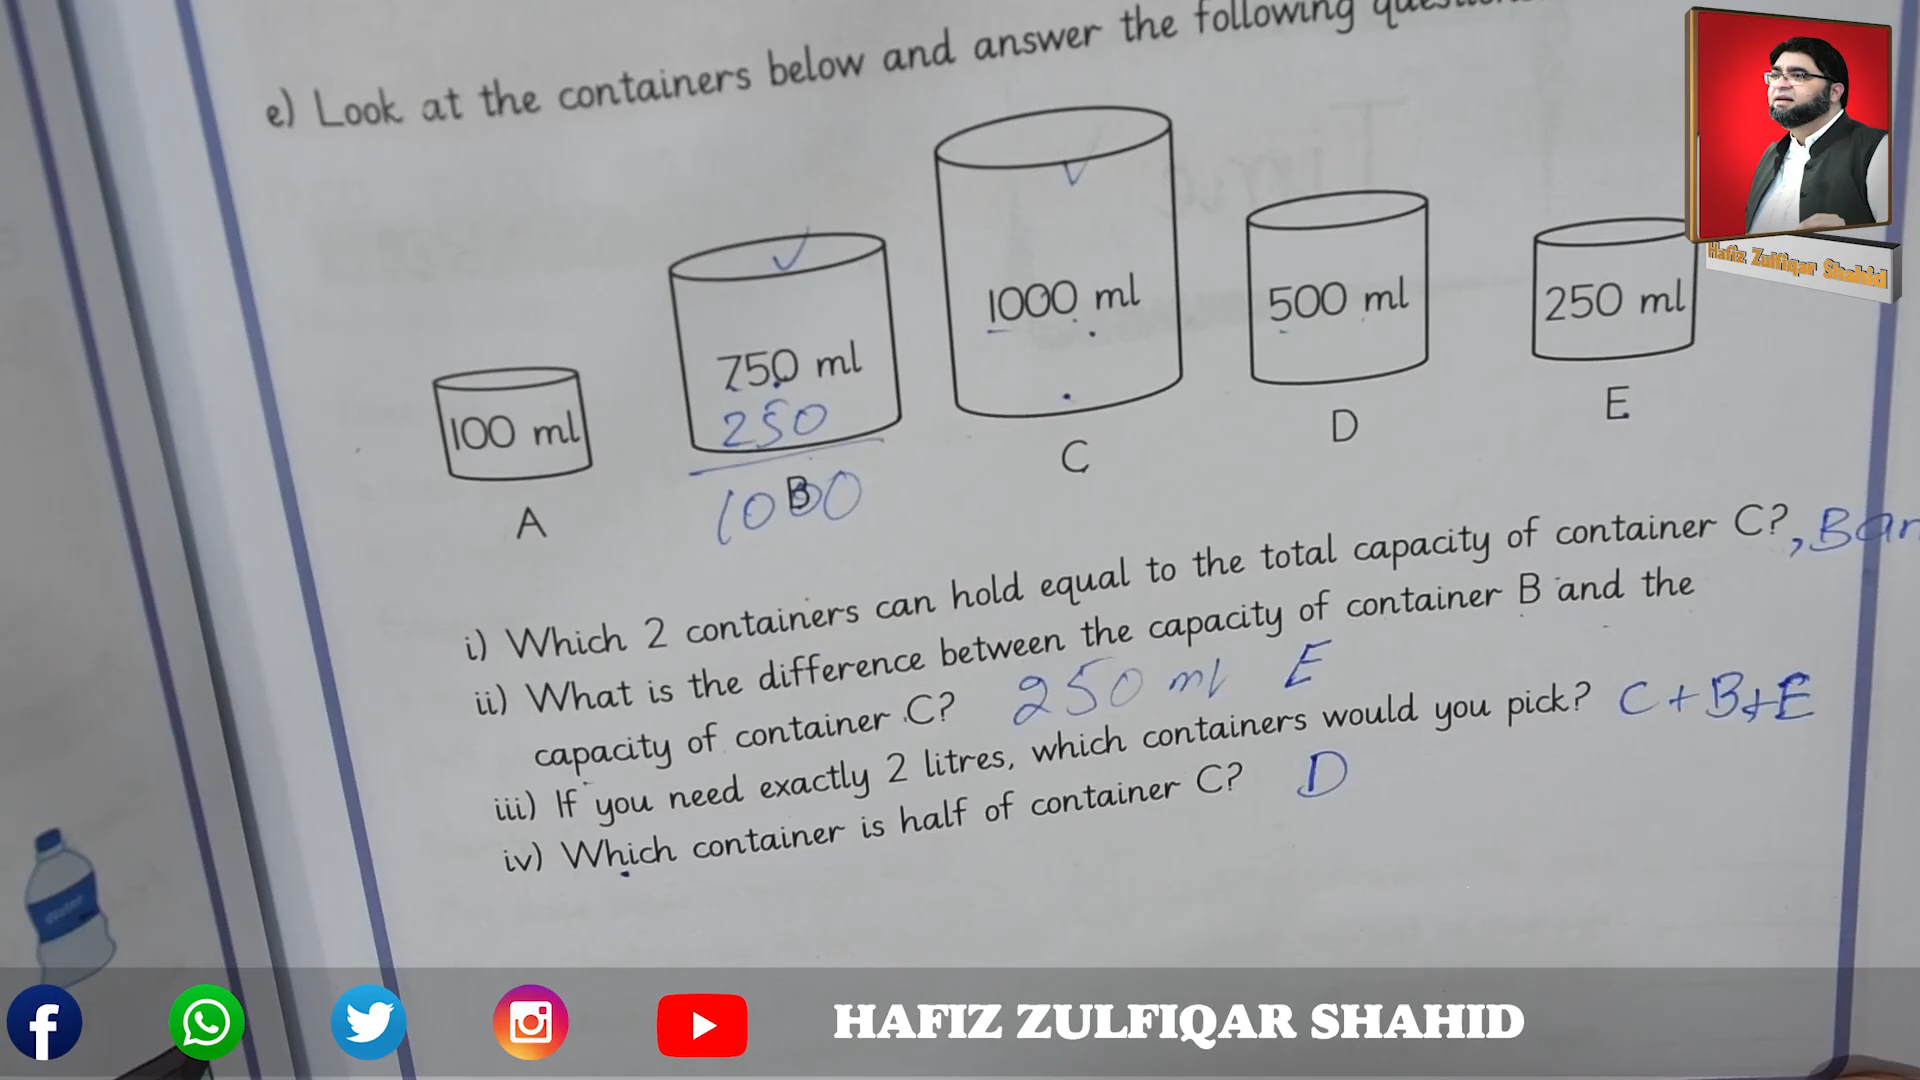 e) Look at the containers below and answer the following
100 ml
750 ml
250
1000
1000 ml
500 ml
250 ml
A
B
C
D
E
i) Which 2 containers can hold equal to the total capacity of container C? , B
ii) What is the difference between the capacity of container B and the
capacity of container C? 250 ml E
iii) If you need exactly 2 litres, which containers would you pick? C + B + E
iv) Which container is half of container C? D
Water
Hafiz Zulfiqar Shahid
HAFIZ ZULFIQAR SHAHID